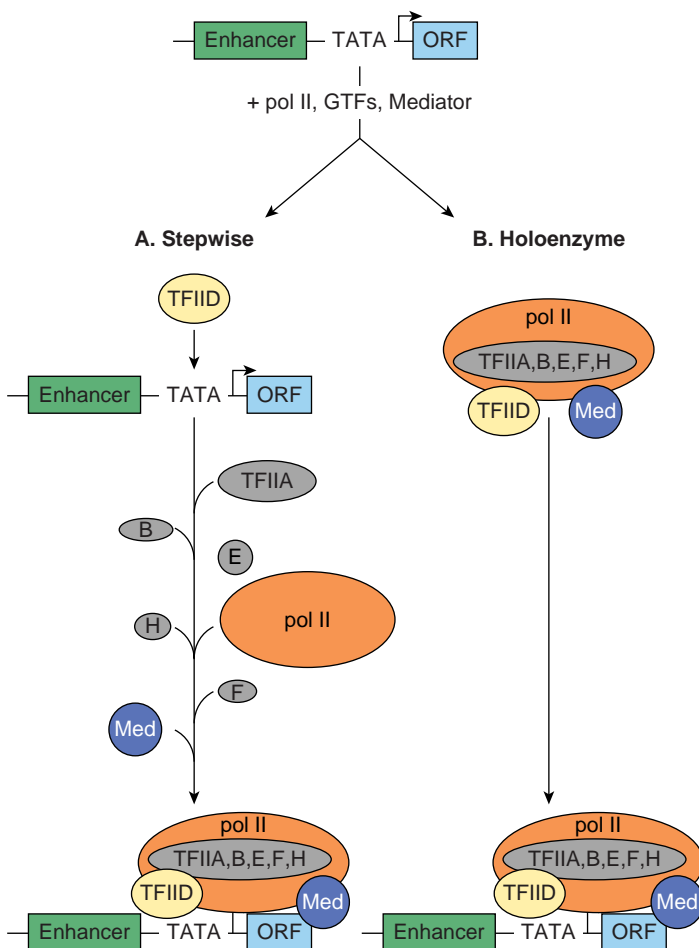 Enhancer TATA ORF
+ pol II, GTFs, Mediator
A. Stepwise
TFIID
Enhancer TATA ORF
TFIIA
B
E
H
pol II
F
Med
pol II
TFIIA,B,E,F,H
TFIID
Med
Enhancer TATA ORF
B. Holoenzyme
pol II
TFIIA,B,E,F,H
TFIID
Med
pol II
TFIIA,B,E,F,H
TFIID
Med
Enhancer TATA ORF